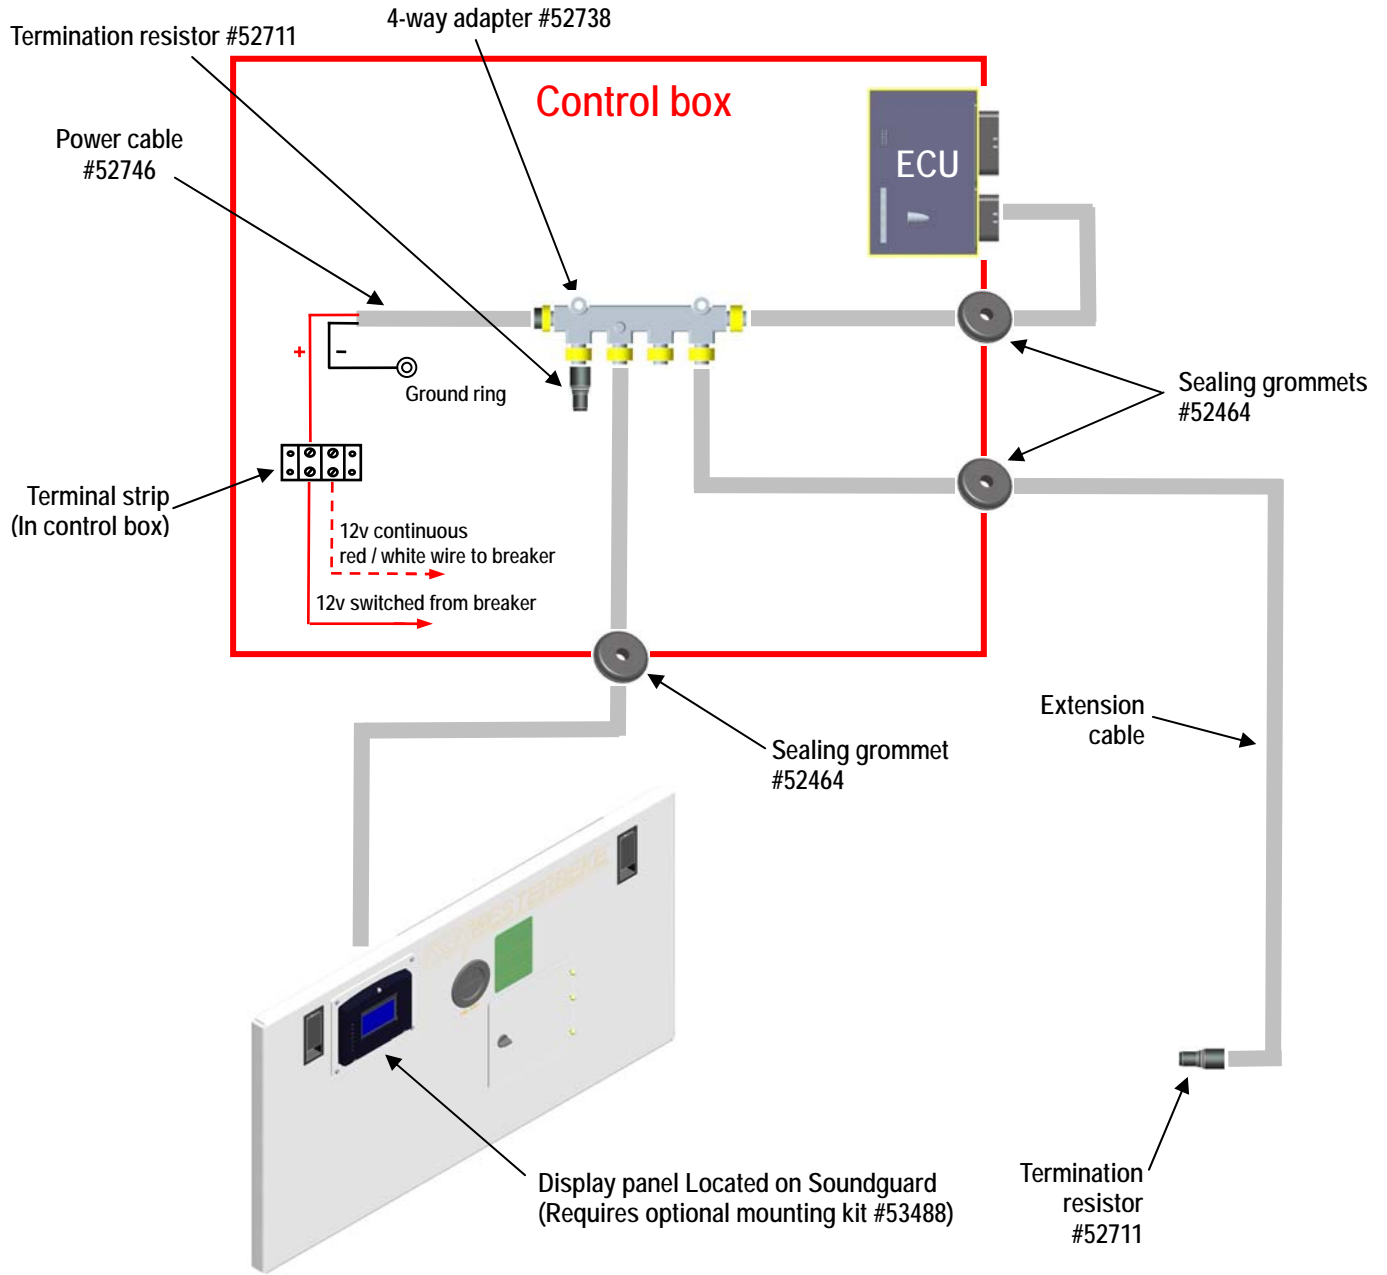 4-way adapter #52738
Termination resistor #52711
Control box
Power cable
#52746
ECU
+
-
Ground ring
Sealing grommets
#52464
Terminal strip
(In control box)
12v continuous
red / white wire to breaker
12v switched from breaker
Extension
cable
Sealing grommet
#52464
WESTERBEKE
Display panel Located on Soundguard
(Requires optional mounting kit #53488)
Termination
resistor
#52711